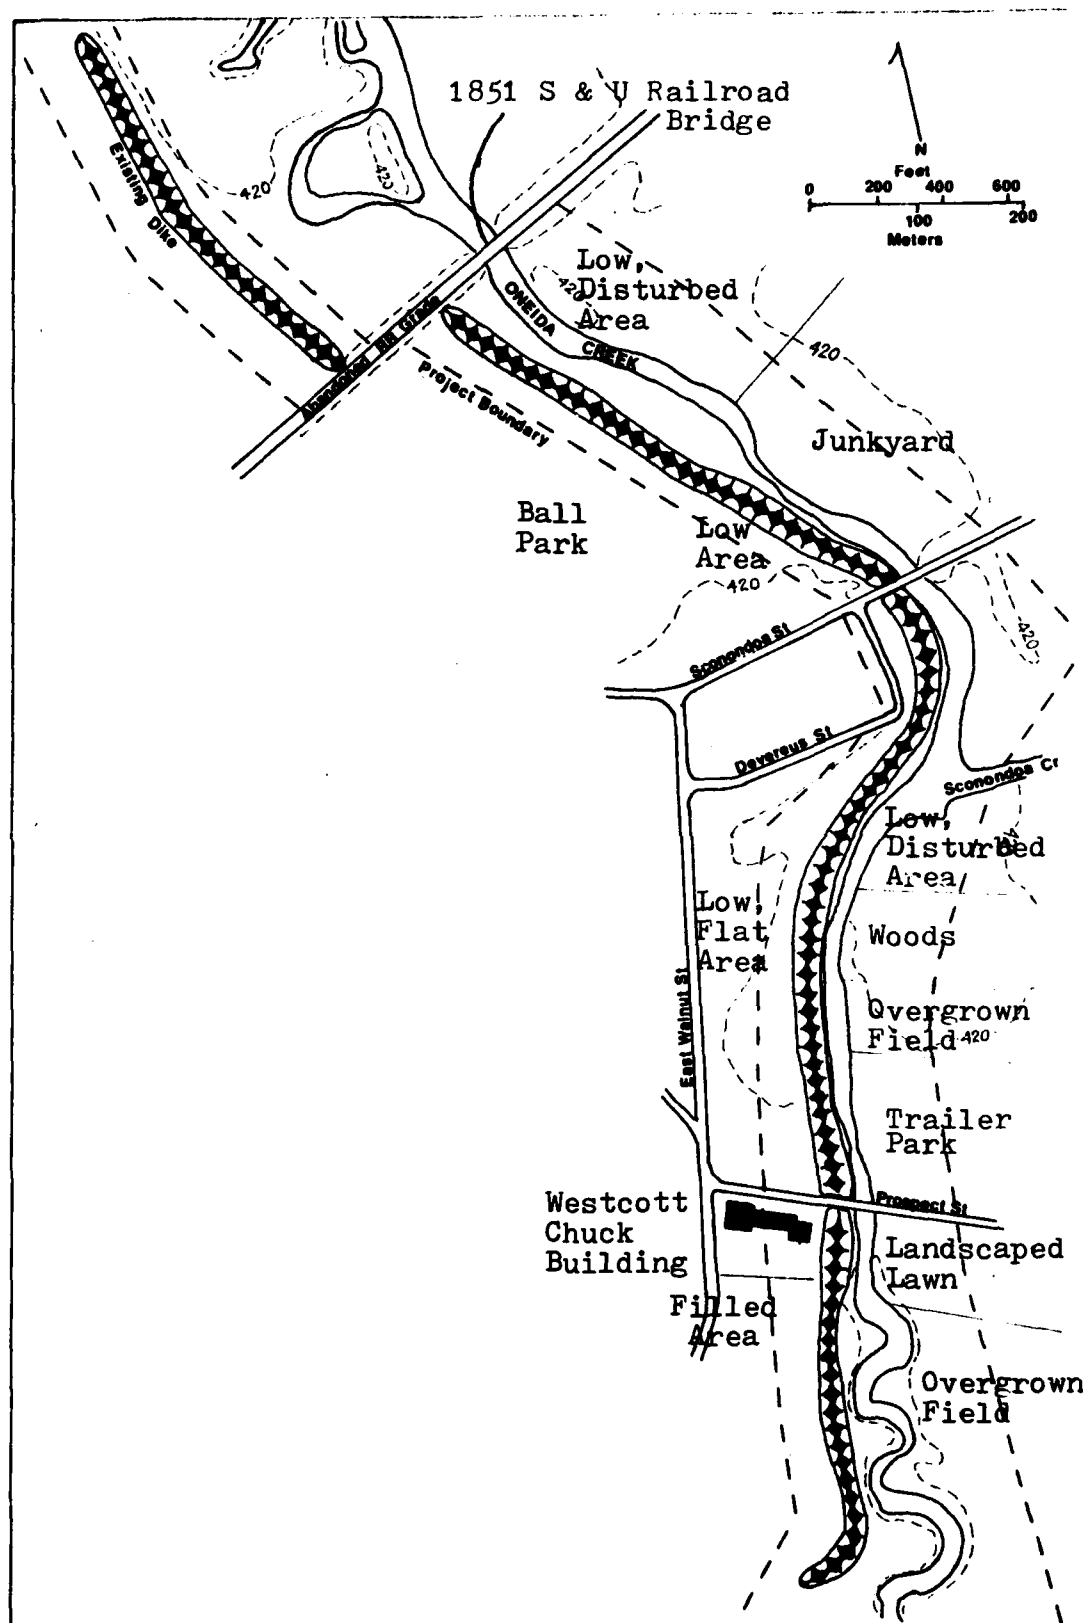 1851 S & U Railroad
Bridge
N
Feet
0 200 400 600
100 200
Meters
420
420
Existing Dike
Low,
Disturbed
Area
420
ONEIDA
CREEK
Abandoned RR Grade
Project Boundary
420
Junkyard
Ball
Park
Low
Area
420
Sconondoa St
420
Devereus St
Sconondoa Cr
Low,
Disturbed
Area
Low,
Flat
Area
Woods
East Walnut St
Overgrown
Field 420
Trailer
Park
Prospect St
Westcott
Chuck
Building
Landscaped
Lawn
Filled
Area
Overgrown
Field